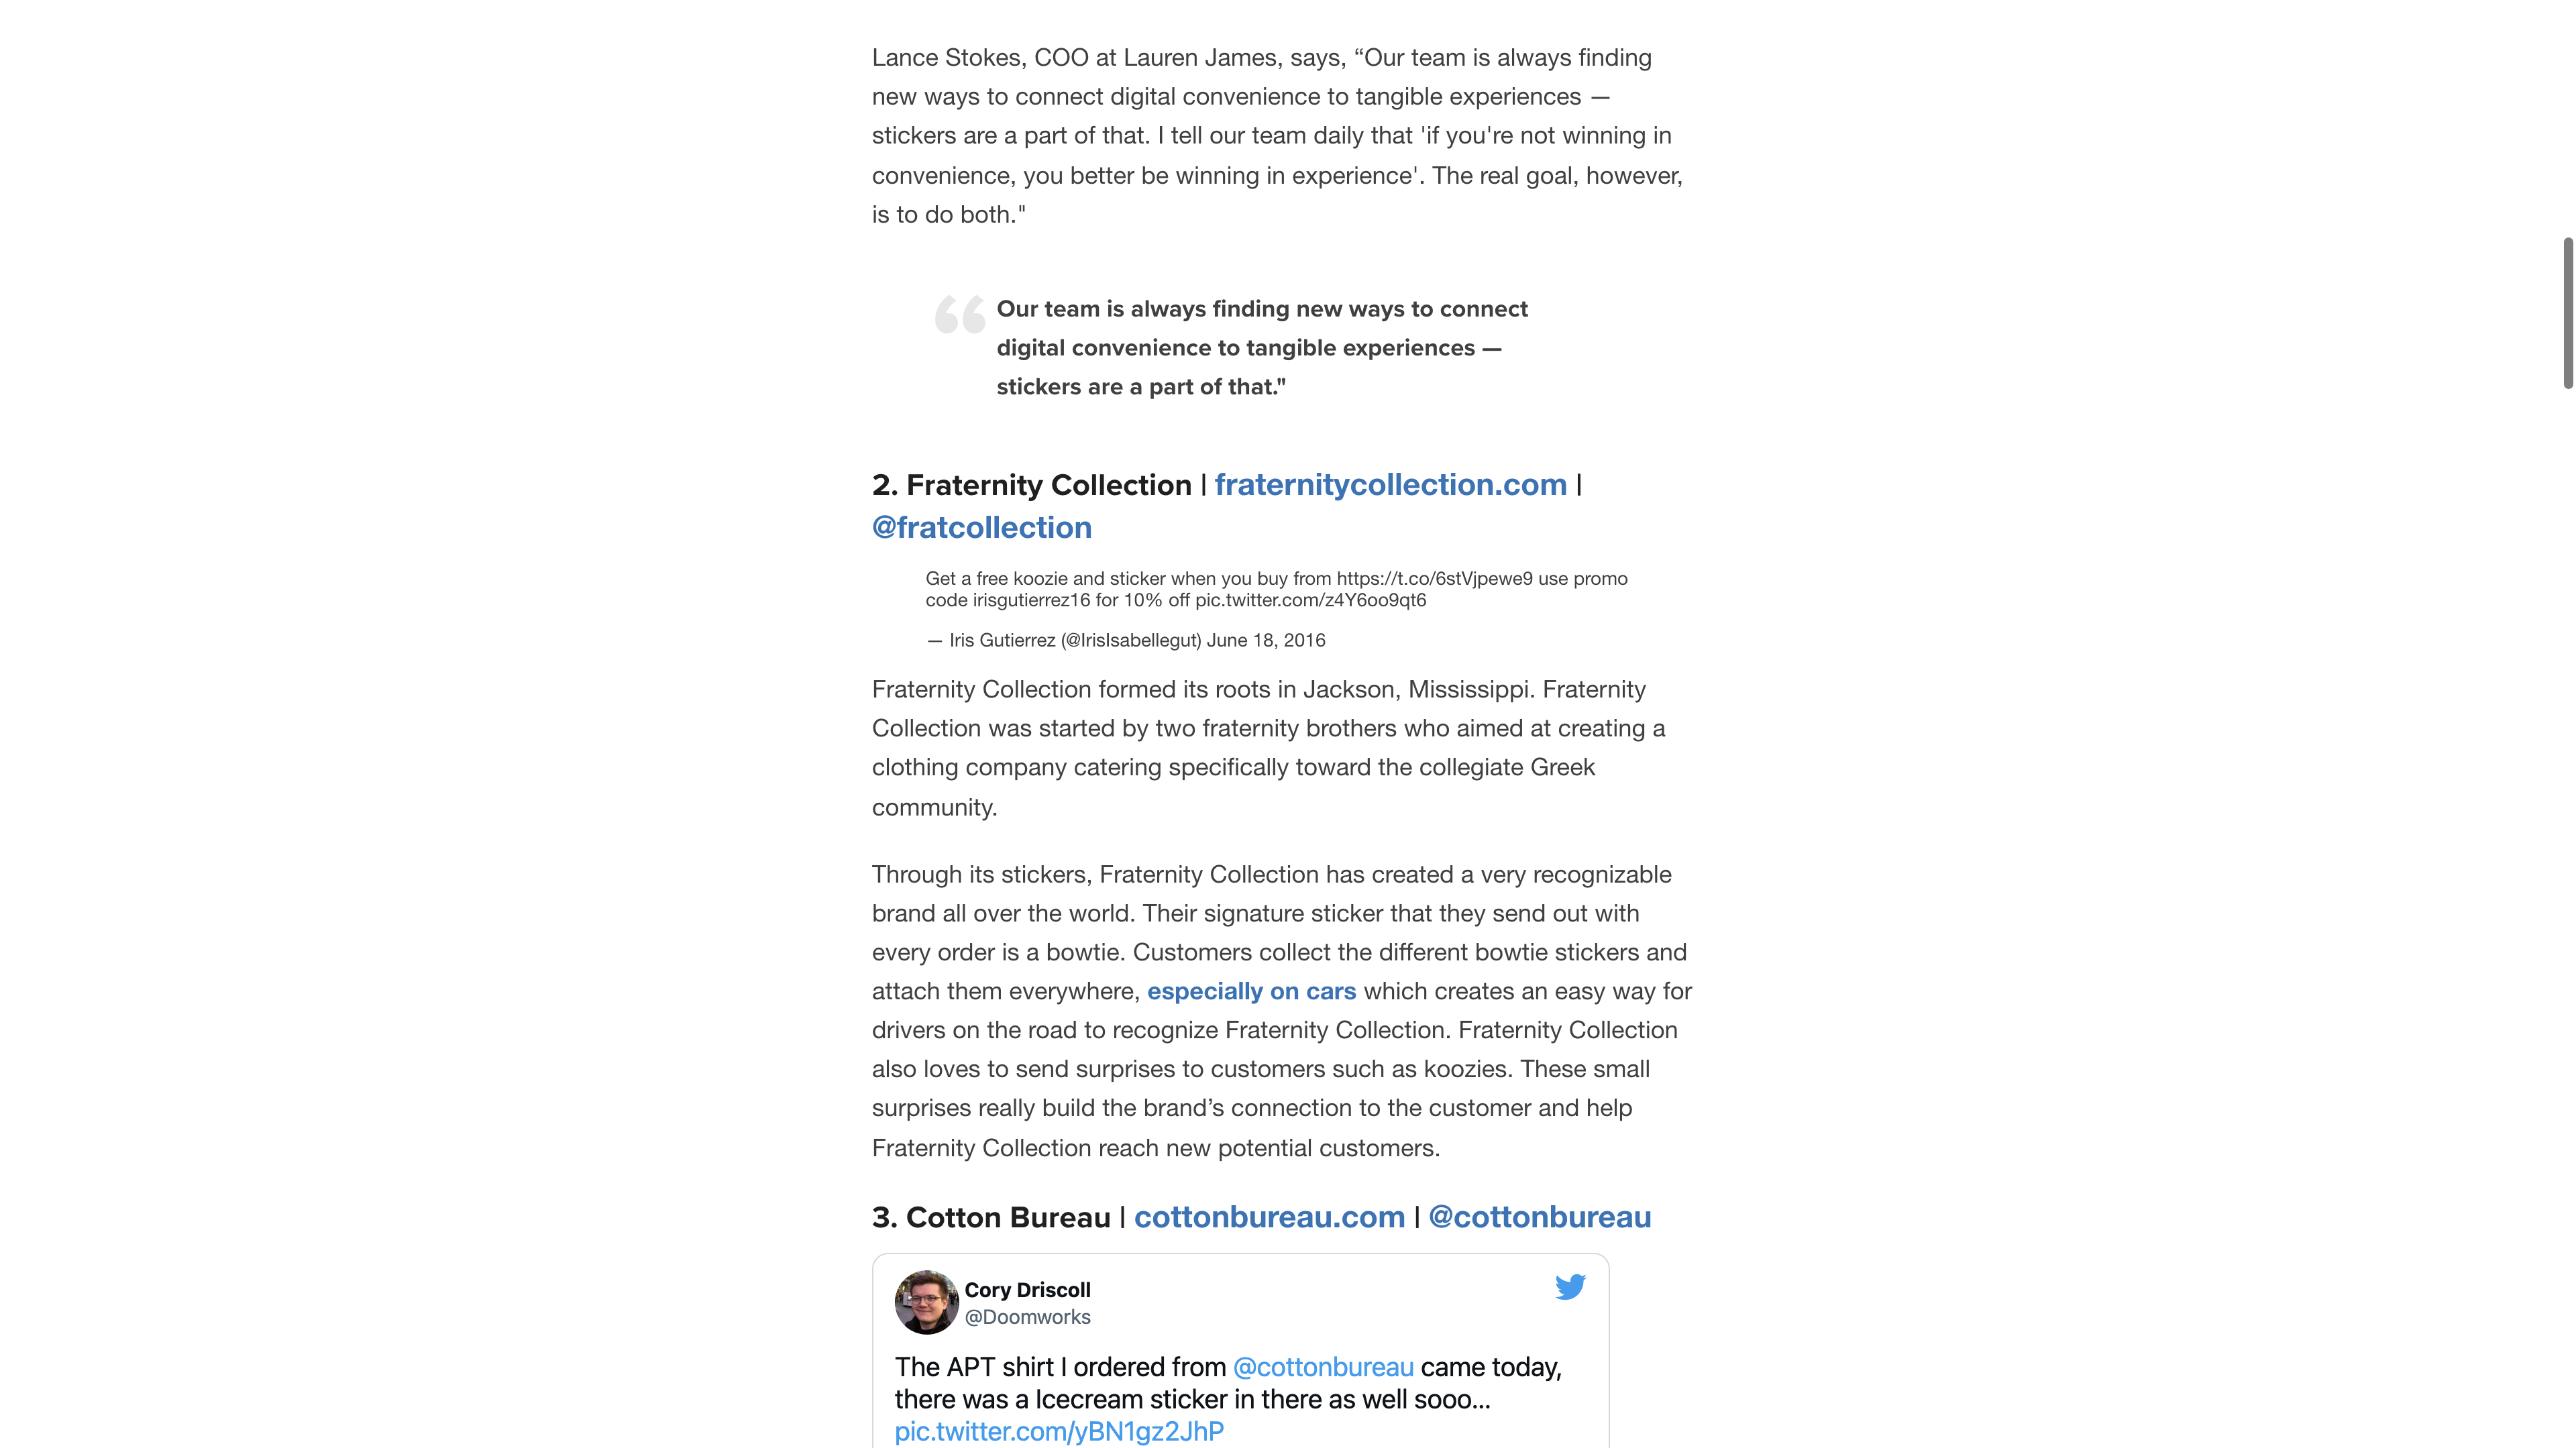 Lance Stokes, COO at Lauren James, says, “Our team is always finding
new ways to connect digital convenience to tangible experiences —
stickers are a part of that. I tell our team daily that 'if you're not winning in
convenience, you better be winning in experience'. The real goal, however,
is to do both."
“ Our team is always finding new ways to connect
digital convenience to tangible experiences —
stickers are a part of that."
2. Fraternity Collection | fraternitycollection.com |
@fratcollection
Get a free koozie and sticker when you buy from https://t.co/6stVjpewe9 use promo
code irisgutierrez16 for 10% off pic.twitter.com/z4Y6oo9qt6
— Iris Gutierrez (@IrisIsabellegut) June 18, 2016
Fraternity Collection formed its roots in Jackson, Mississippi. Fraternity
Collection was started by two fraternity brothers who aimed at creating a
clothing company catering specifically toward the collegiate Greek
community.
Through its stickers, Fraternity Collection has created a very recognizable
brand all over the world. Their signature sticker that they send out with
every order is a bowtie. Customers collect the different bowtie stickers and
attach them everywhere, especially on cars which creates an easy way for
drivers on the road to recognize Fraternity Collection. Fraternity Collection
also loves to send surprises to customers such as koozies. These small
surprises really build the brand’s connection to the customer and help
Fraternity Collection reach new potential customers.
3. Cotton Bureau | cottonbureau.com | @cottonbureau
Cory Driscoll
@Doomworks
The APT shirt I ordered from @cottonbureau came today,
there was a Icecream sticker in there as well sooo...
pic.twitter.com/yBN1gz2JhP